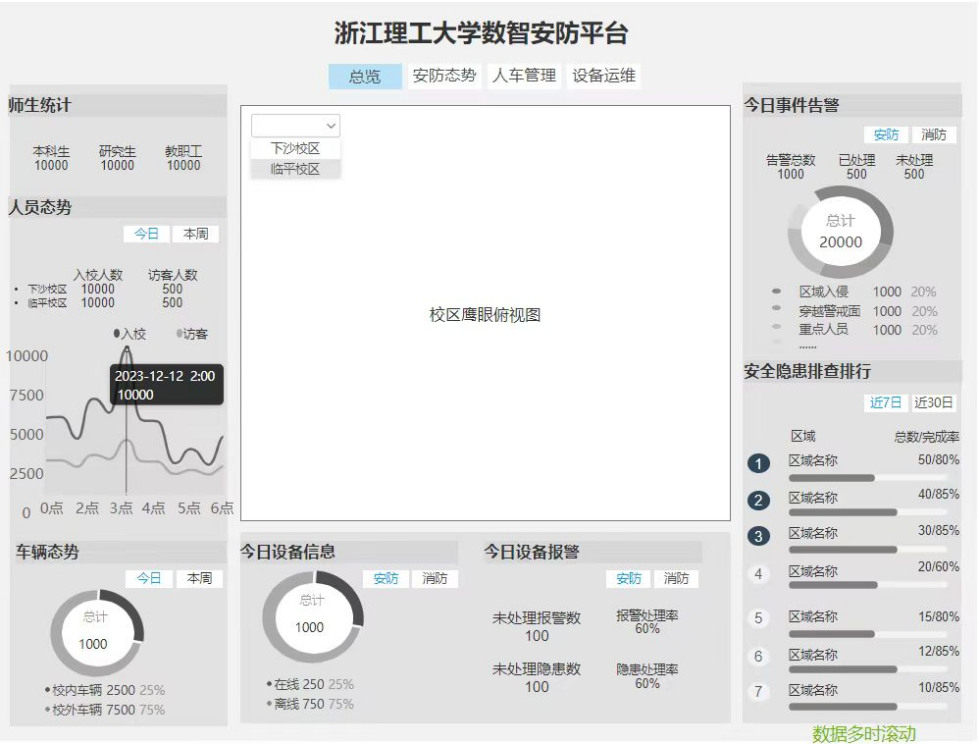 浙江理工大学数智安防平台
总览 安防态势 人车管理 设备运维
师生统计
本科生 研究生 教职工
10000 10000 10000
人员态势
今日 本周
入校人数 访客人数
• 下沙校区 10000 500
• 临平校区 10000 500
入校 访客
10000
7500
5000
2500
0
2023-12-12 2:00
10000
0点 2点 3点 4点 5点 6点
车辆态势
今日 本周
总计
1000
校内车辆 2500 25%
校外车辆 7500 75%
下沙校区
临平校区
校区鹰眼俯视图
今日设备信息
安防 消防
总计
1000
在线 250 25%
离线 750 75%
今日设备报警
安防 消防
未处理报警数 报警处理率
100 60%
未处理隐患数 隐患处理率
100 60%
今日事件告警
安防 消防
告警总数 已处理 未处理
1000 500 500
总计
20000
区域入侵 1000 20%
穿越警戒面 1000 20%
重点人员 1000 20%
......
安全隐患排查排行
近7日 近30日
区域 总数/完成率
1 区域名称 50/80%
2 区域名称 40/85%
3 区域名称 30/85%
4 区域名称 20/60%
5 区域名称 15/80%
6 区域名称 12/85%
7 区域名称 10/85%
数据多时滚动